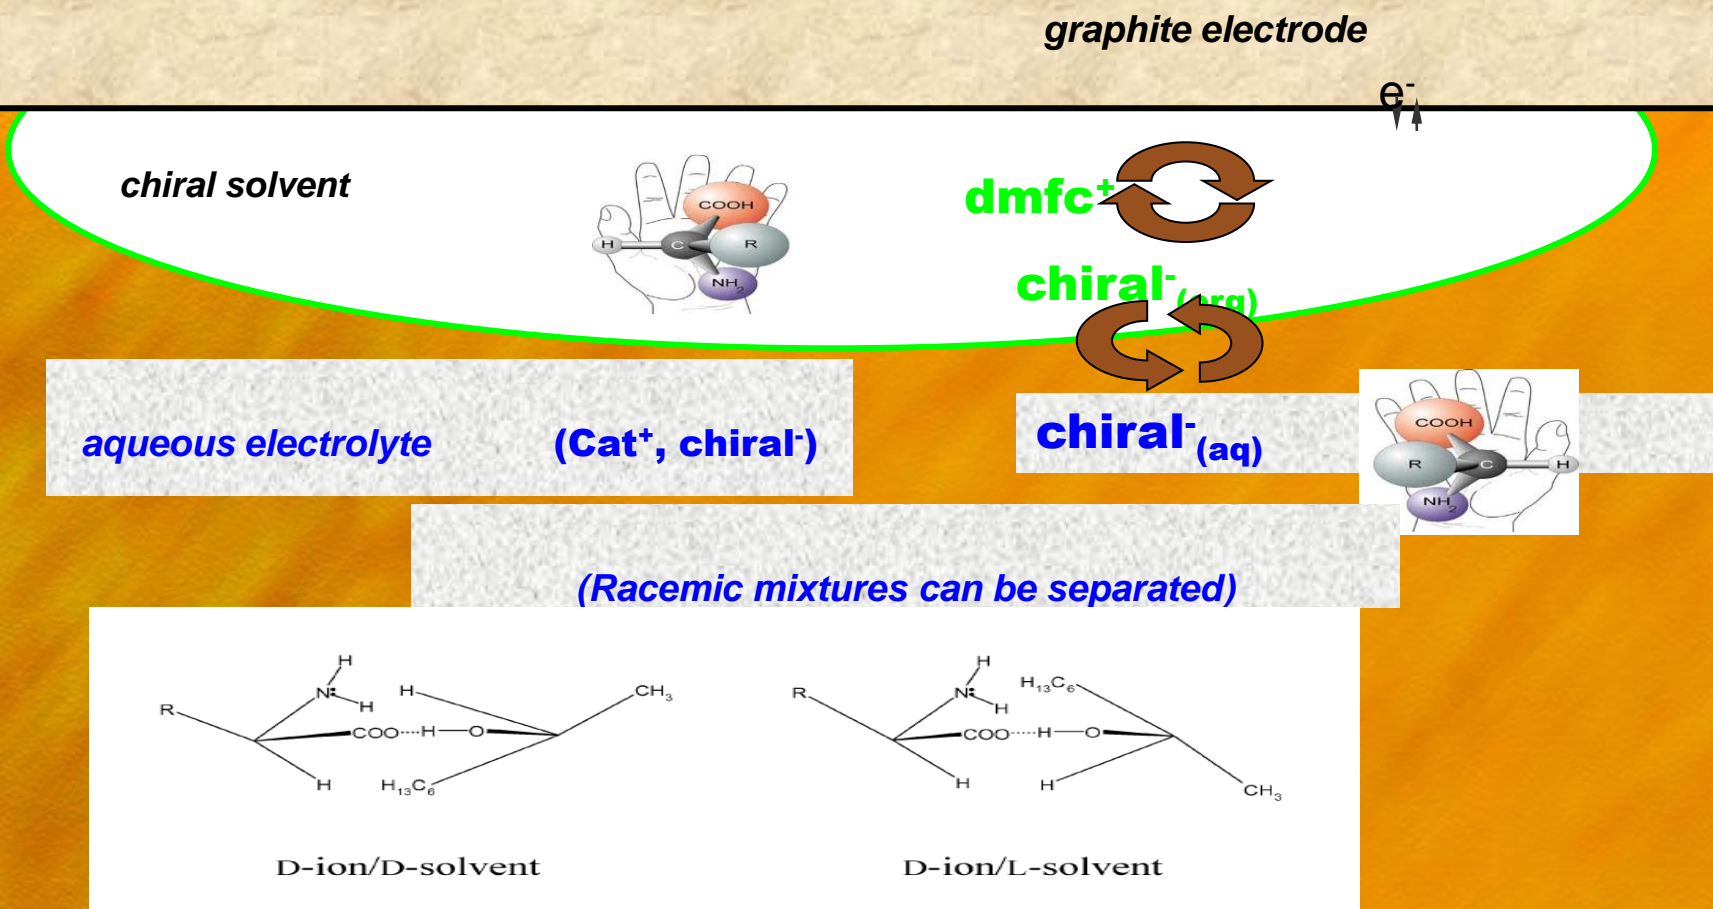 graphite electrode
e⁻
chiral solvent
COOH
H C R
NH₂
dmfc⁺
chiral⁻(org)
aqueous electrolyte (Cat⁺, chiral⁻)
chiral⁻(aq)
COOH
R C H
NH₂
(Racemic mixtures can be separated)
H
R N: H H CH₃
COO H O
H H₁₃C₆
D-ion/D-solvent
H
R N: H H₁₃C₆
COO H O
H H CH₃
D-ion/L-solvent